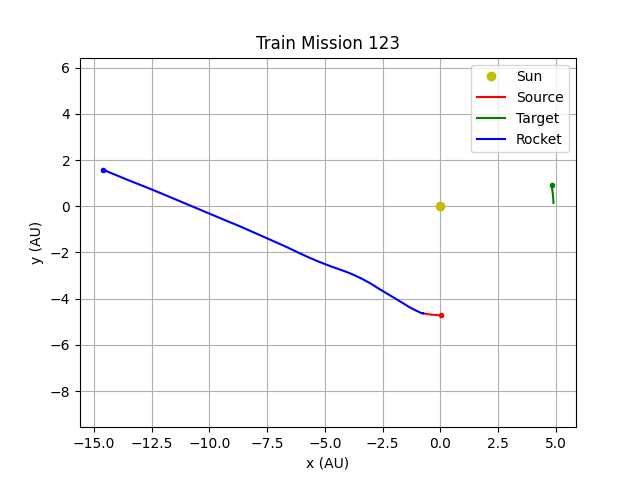 Train Mission 123
Sun
Source
Target
Rocket
6
4
2
0
−2
−4
−6
−8
y (AU)
−15.0 −12.5 −10.0 −7.5 −5.0 −2.5 0.0 2.5 5.0
x (AU)